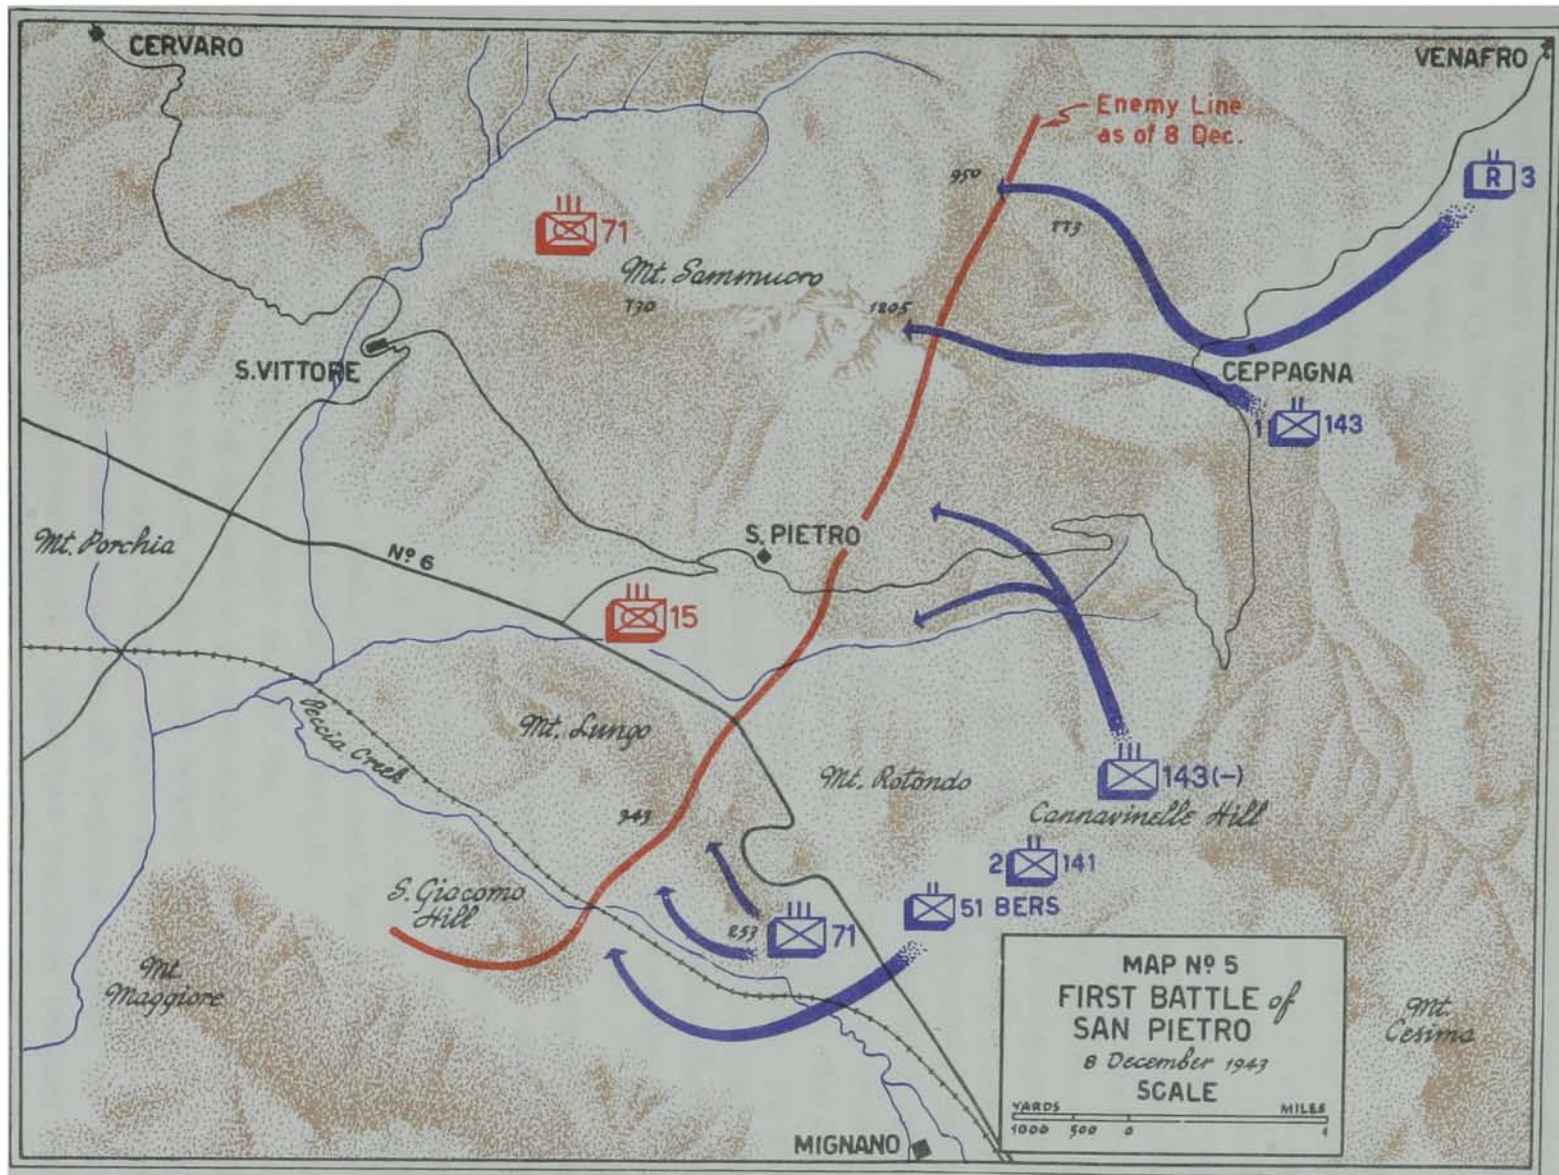 CERVARO
VENAFRO
Enemy Line
as of 8 Dec.
950
R 3
773
71
Mt. Sammucro
730
1205
S. VITTORE
CEPPAGNA
1 143
Mt. Porchia
Nº 6
S. PIETRO
15
Peccia Creek
Mt. Lungo
Mt. Rotondo
143(-)
Cannavinelle Hill
343
2 141
S. Giacomo
Hill
51 BERS
253
71
Mt.
Maggiore
Mt.
Cesima
MAP Nº 5
FIRST BATTLE of
SAN PIETRO
8 December 1943
SCALE
YARDS MILES
1000 500 0 1
MIGNANO